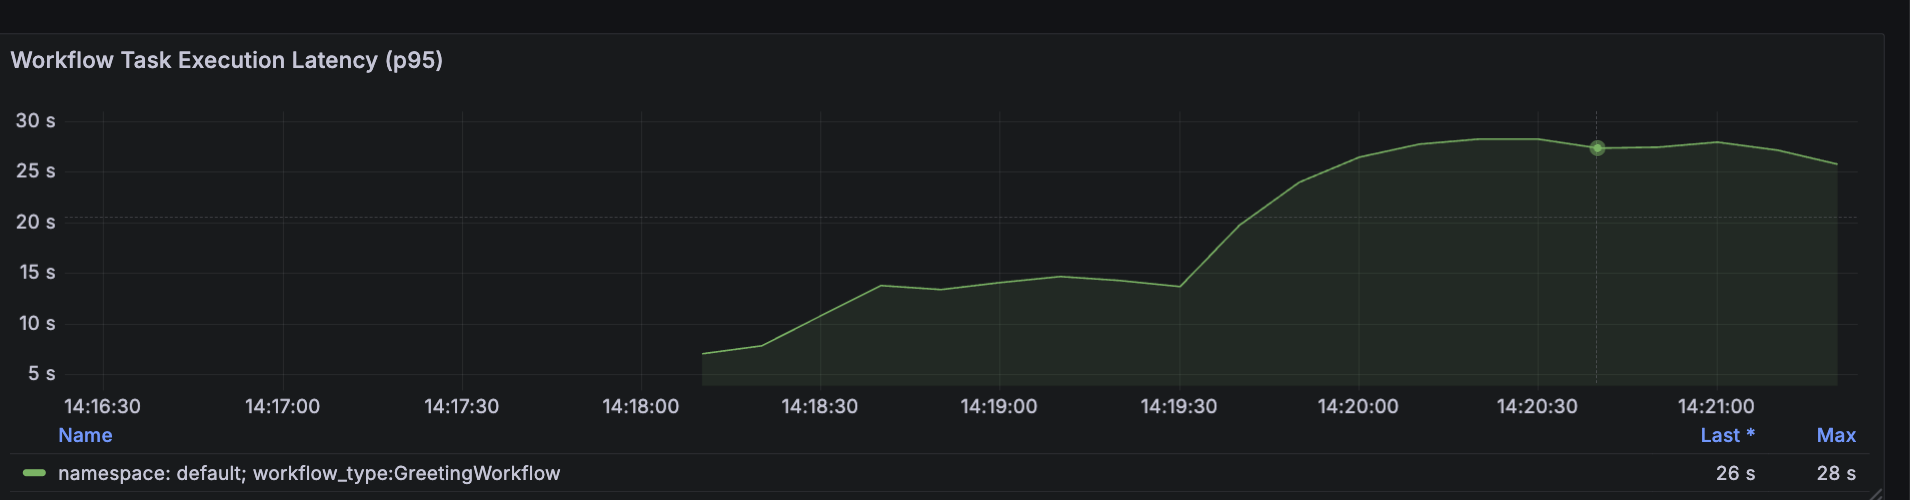 Workflow Task Execution Latency (p95)
30 s
25 s
20 s
15 s
10 s
5 s
14:16:30 14:17:00 14:17:30 14:18:00 14:18:30 14:19:00 14:19:30 14:20:00 14:20:30 14:21:00
Name Last * Max
namespace: default; workflow_type:GreetingWorkflow 26 s 28 s